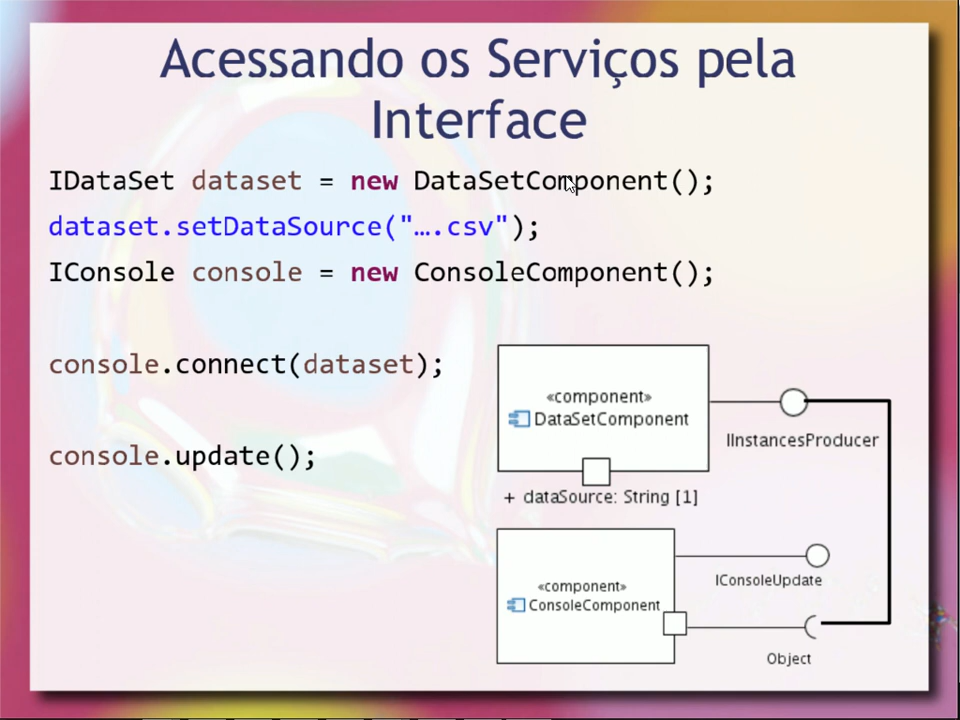 Acessando os Serviços pela
Interface
IDataSet dataset = new DataSetComponent();
dataset.setDataSource("….csv");
IConsole console = new ConsoleComponent();
console.connect(dataset);
console.update();
«component»
DataSetComponent
IInstancesProducer
+ dataSource: String [1]
«component»
ConsoleComponent
IConsoleUpdate
Object